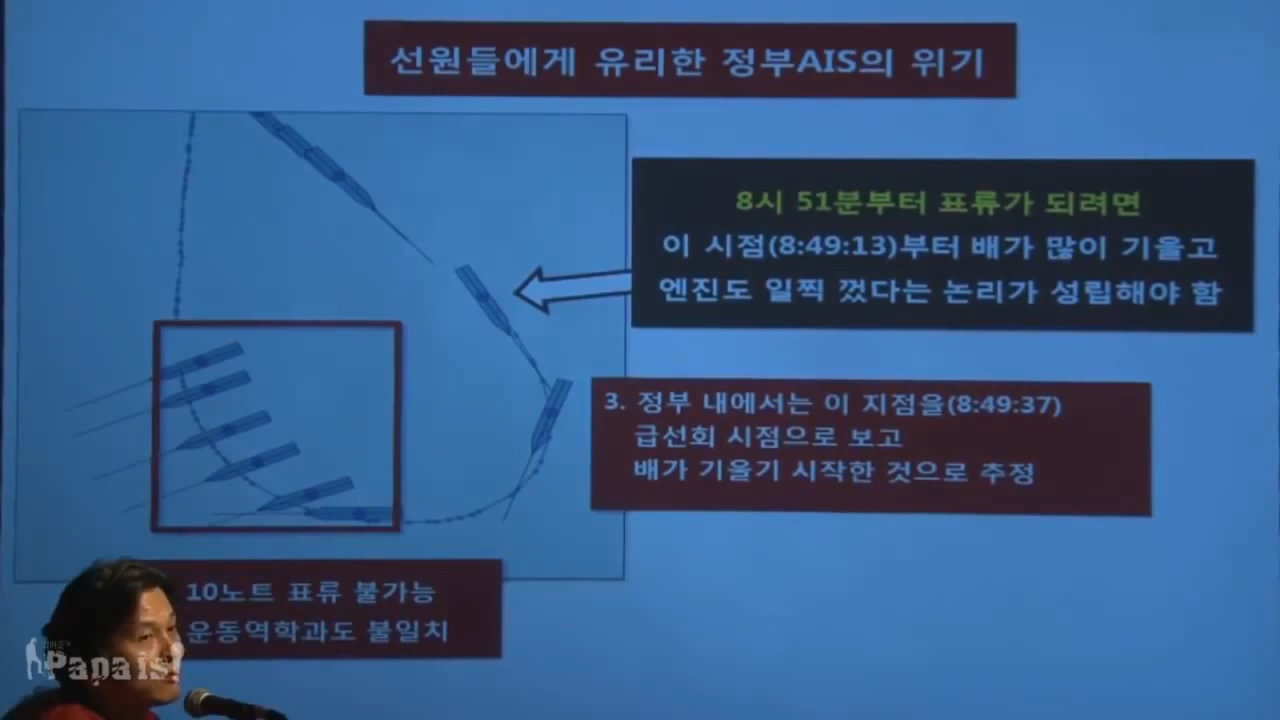 선원들에게 유리한 정부AIS의 위기
8시 51분부터 표류가 되려면
이 시점(8:49:13)부터 배가 많이 기울고
엔진도 일찍 껐다는 논리가 성립해야 함
3. 정부 내에서는 이 지점을(8:49:37)
급선회 시점으로 보고
배가 기울기 시작한 것으로 추정
10노트 표류 불가능
운동역학과도 불일치
Papa is